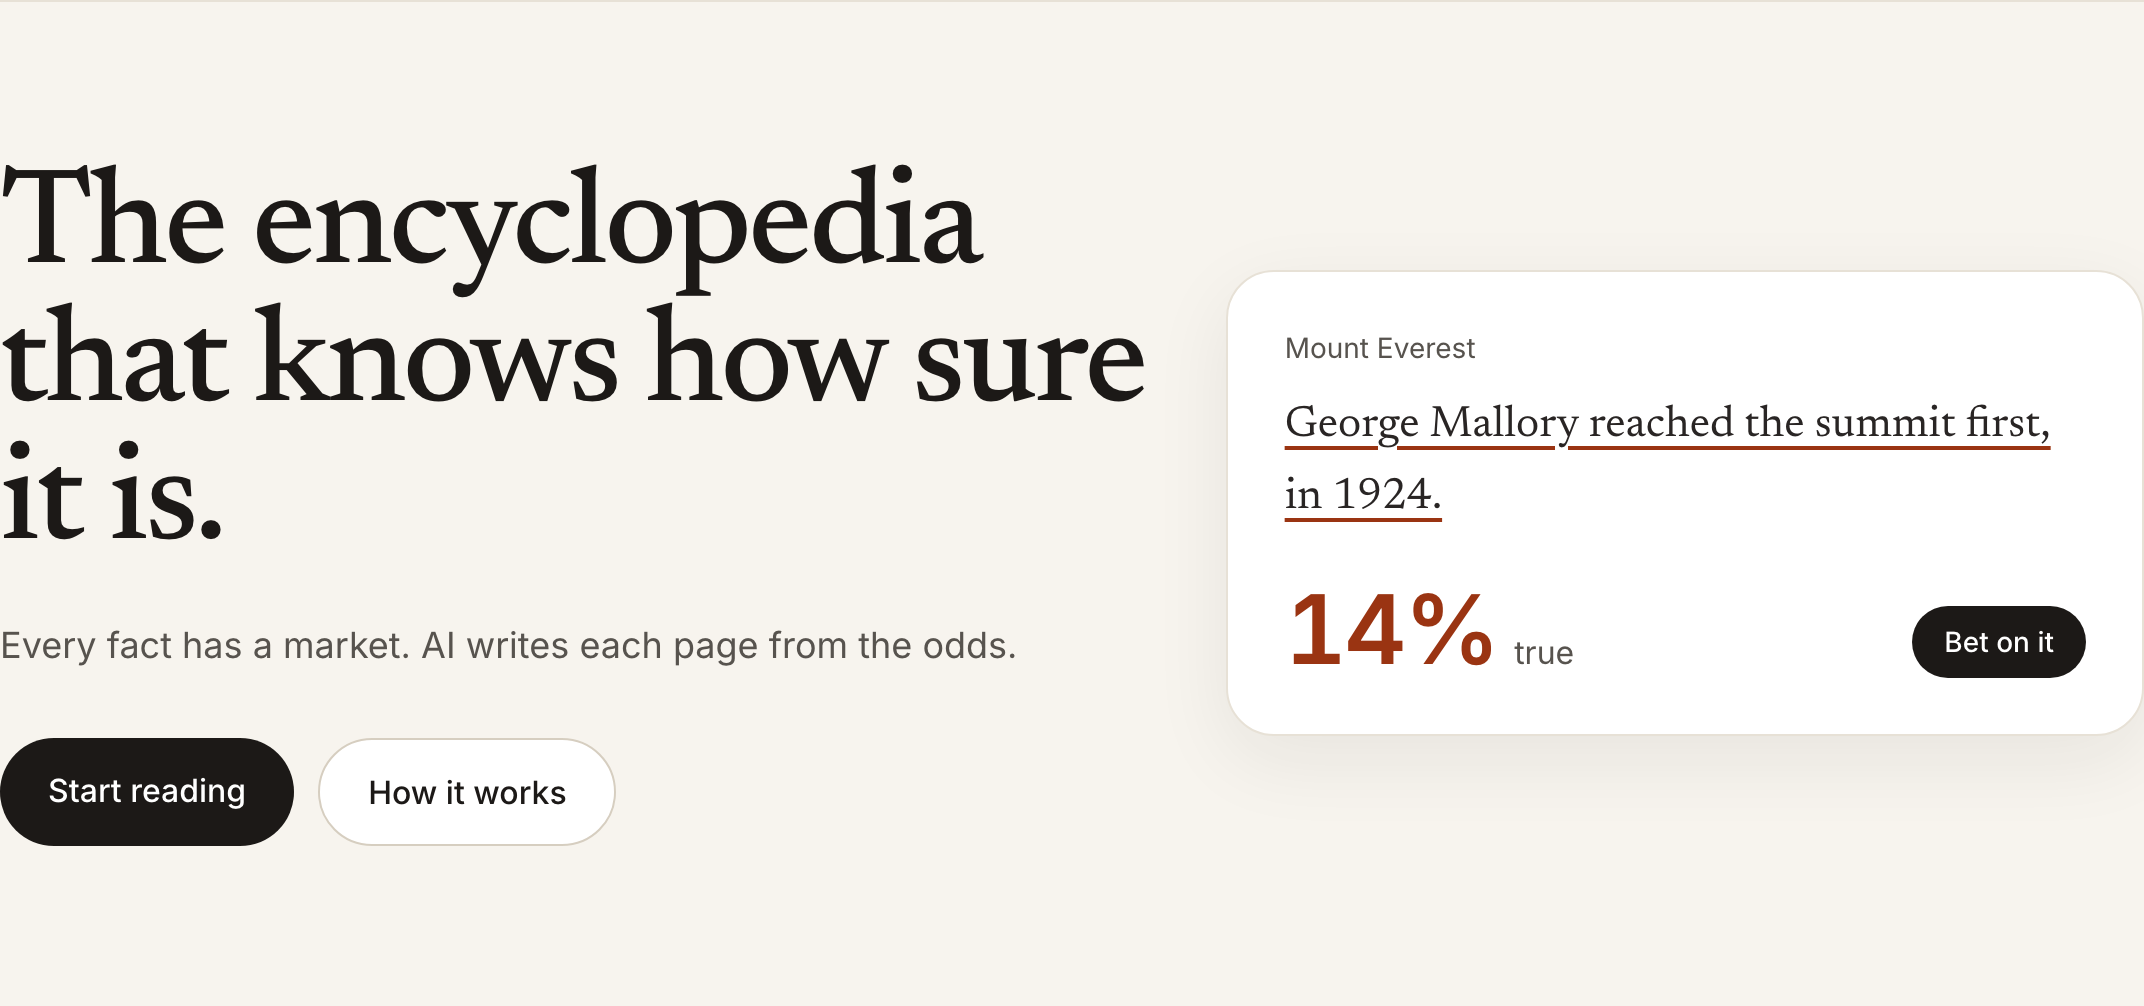 The encyclopedia
that knows how sure
it is.
Every fact has a market. AI writes each page from the odds.
Start reading
How it works
Mount Everest
George Mallory reached the summit first,
in 1924.
14% true
Bet on it